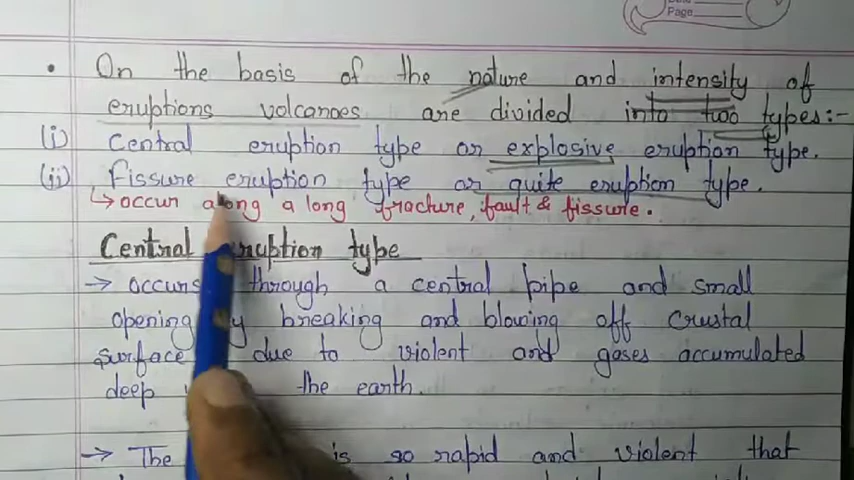 Page
• On the basis of the nature and intensity of
eruptions volcanoes are divided into two types:-
(i) Central eruption type or explosive eruption type.
(ii) fissure eruption type or quite eruption type.
↳ occur along a long fracture, fault & fissure.
Central eruption type
→ occurs through a central pipe and small
opening by breaking and blowing off crustal
surface due to violent and gases accumulated
deep the earth.
→ The is so rapid and violent that